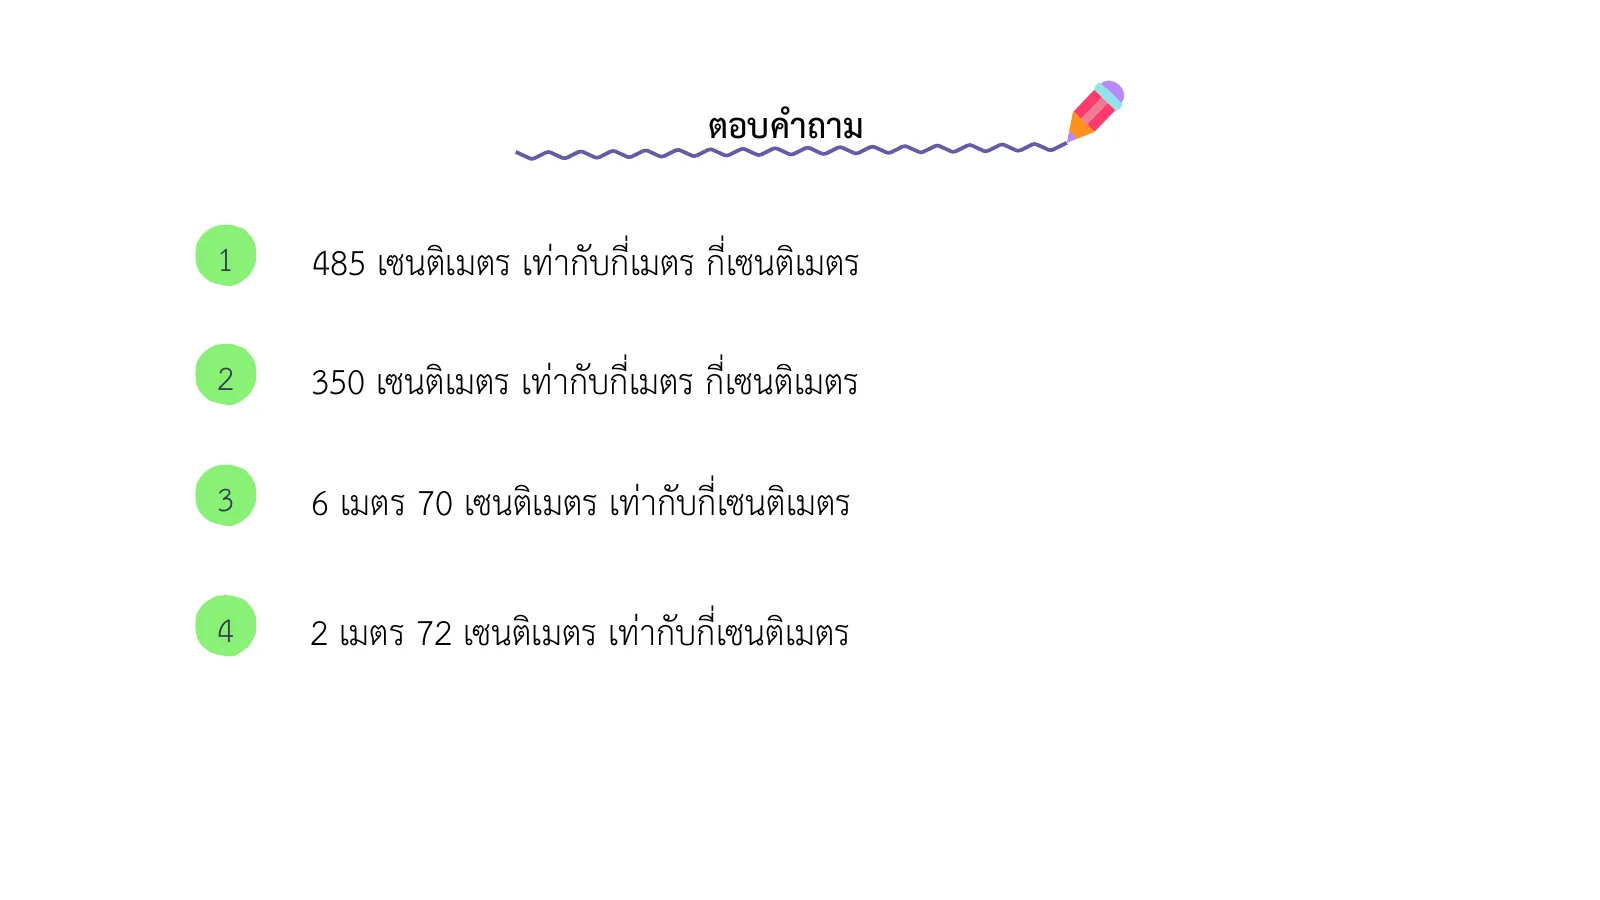 ตอบคำถาม
1 485 เซนติเมตร เท่ากับกี่เมตร กี่เซนติเมตร
2 350 เซนติเมตร เท่ากับกี่เมตร กี่เซนติเมตร
3 6 เมตร 70 เซนติเมตร เท่ากับกี่เซนติเมตร
4 2 เมตร 72 เซนติเมตร เท่ากับกี่เซนติเมตร